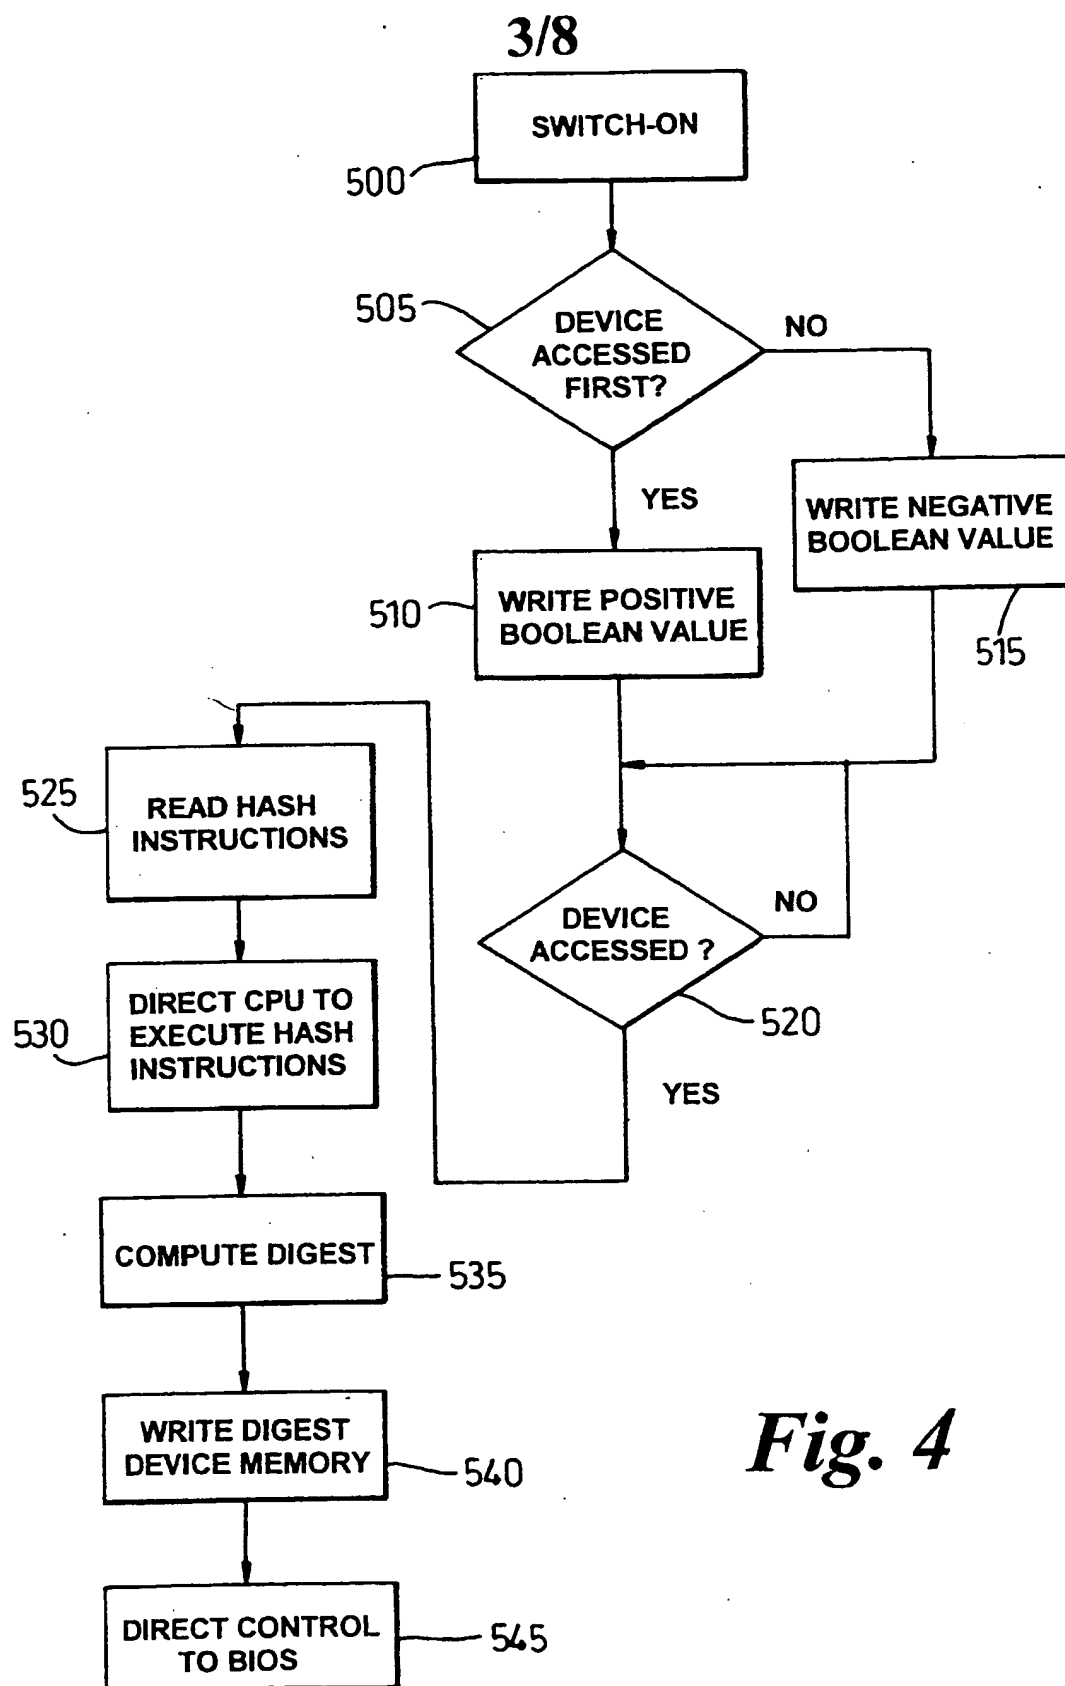 3/8
SWITCH-ON
500
505
DEVICE
ACCESSED
FIRST?
NO
YES
WRITE NEGATIVE
BOOLEAN VALUE
515
510
WRITE POSITIVE
BOOLEAN VALUE
525
READ HASH
INSTRUCTIONS
DEVICE
ACCESSED ?
NO
520
YES
530
DIRECT CPU TO
EXECUTE HASH
INSTRUCTIONS
COMPUTE DIGEST
535
WRITE DIGEST
DEVICE MEMORY
540
DIRECT CONTROL
TO BIOS
545
Fig. 4